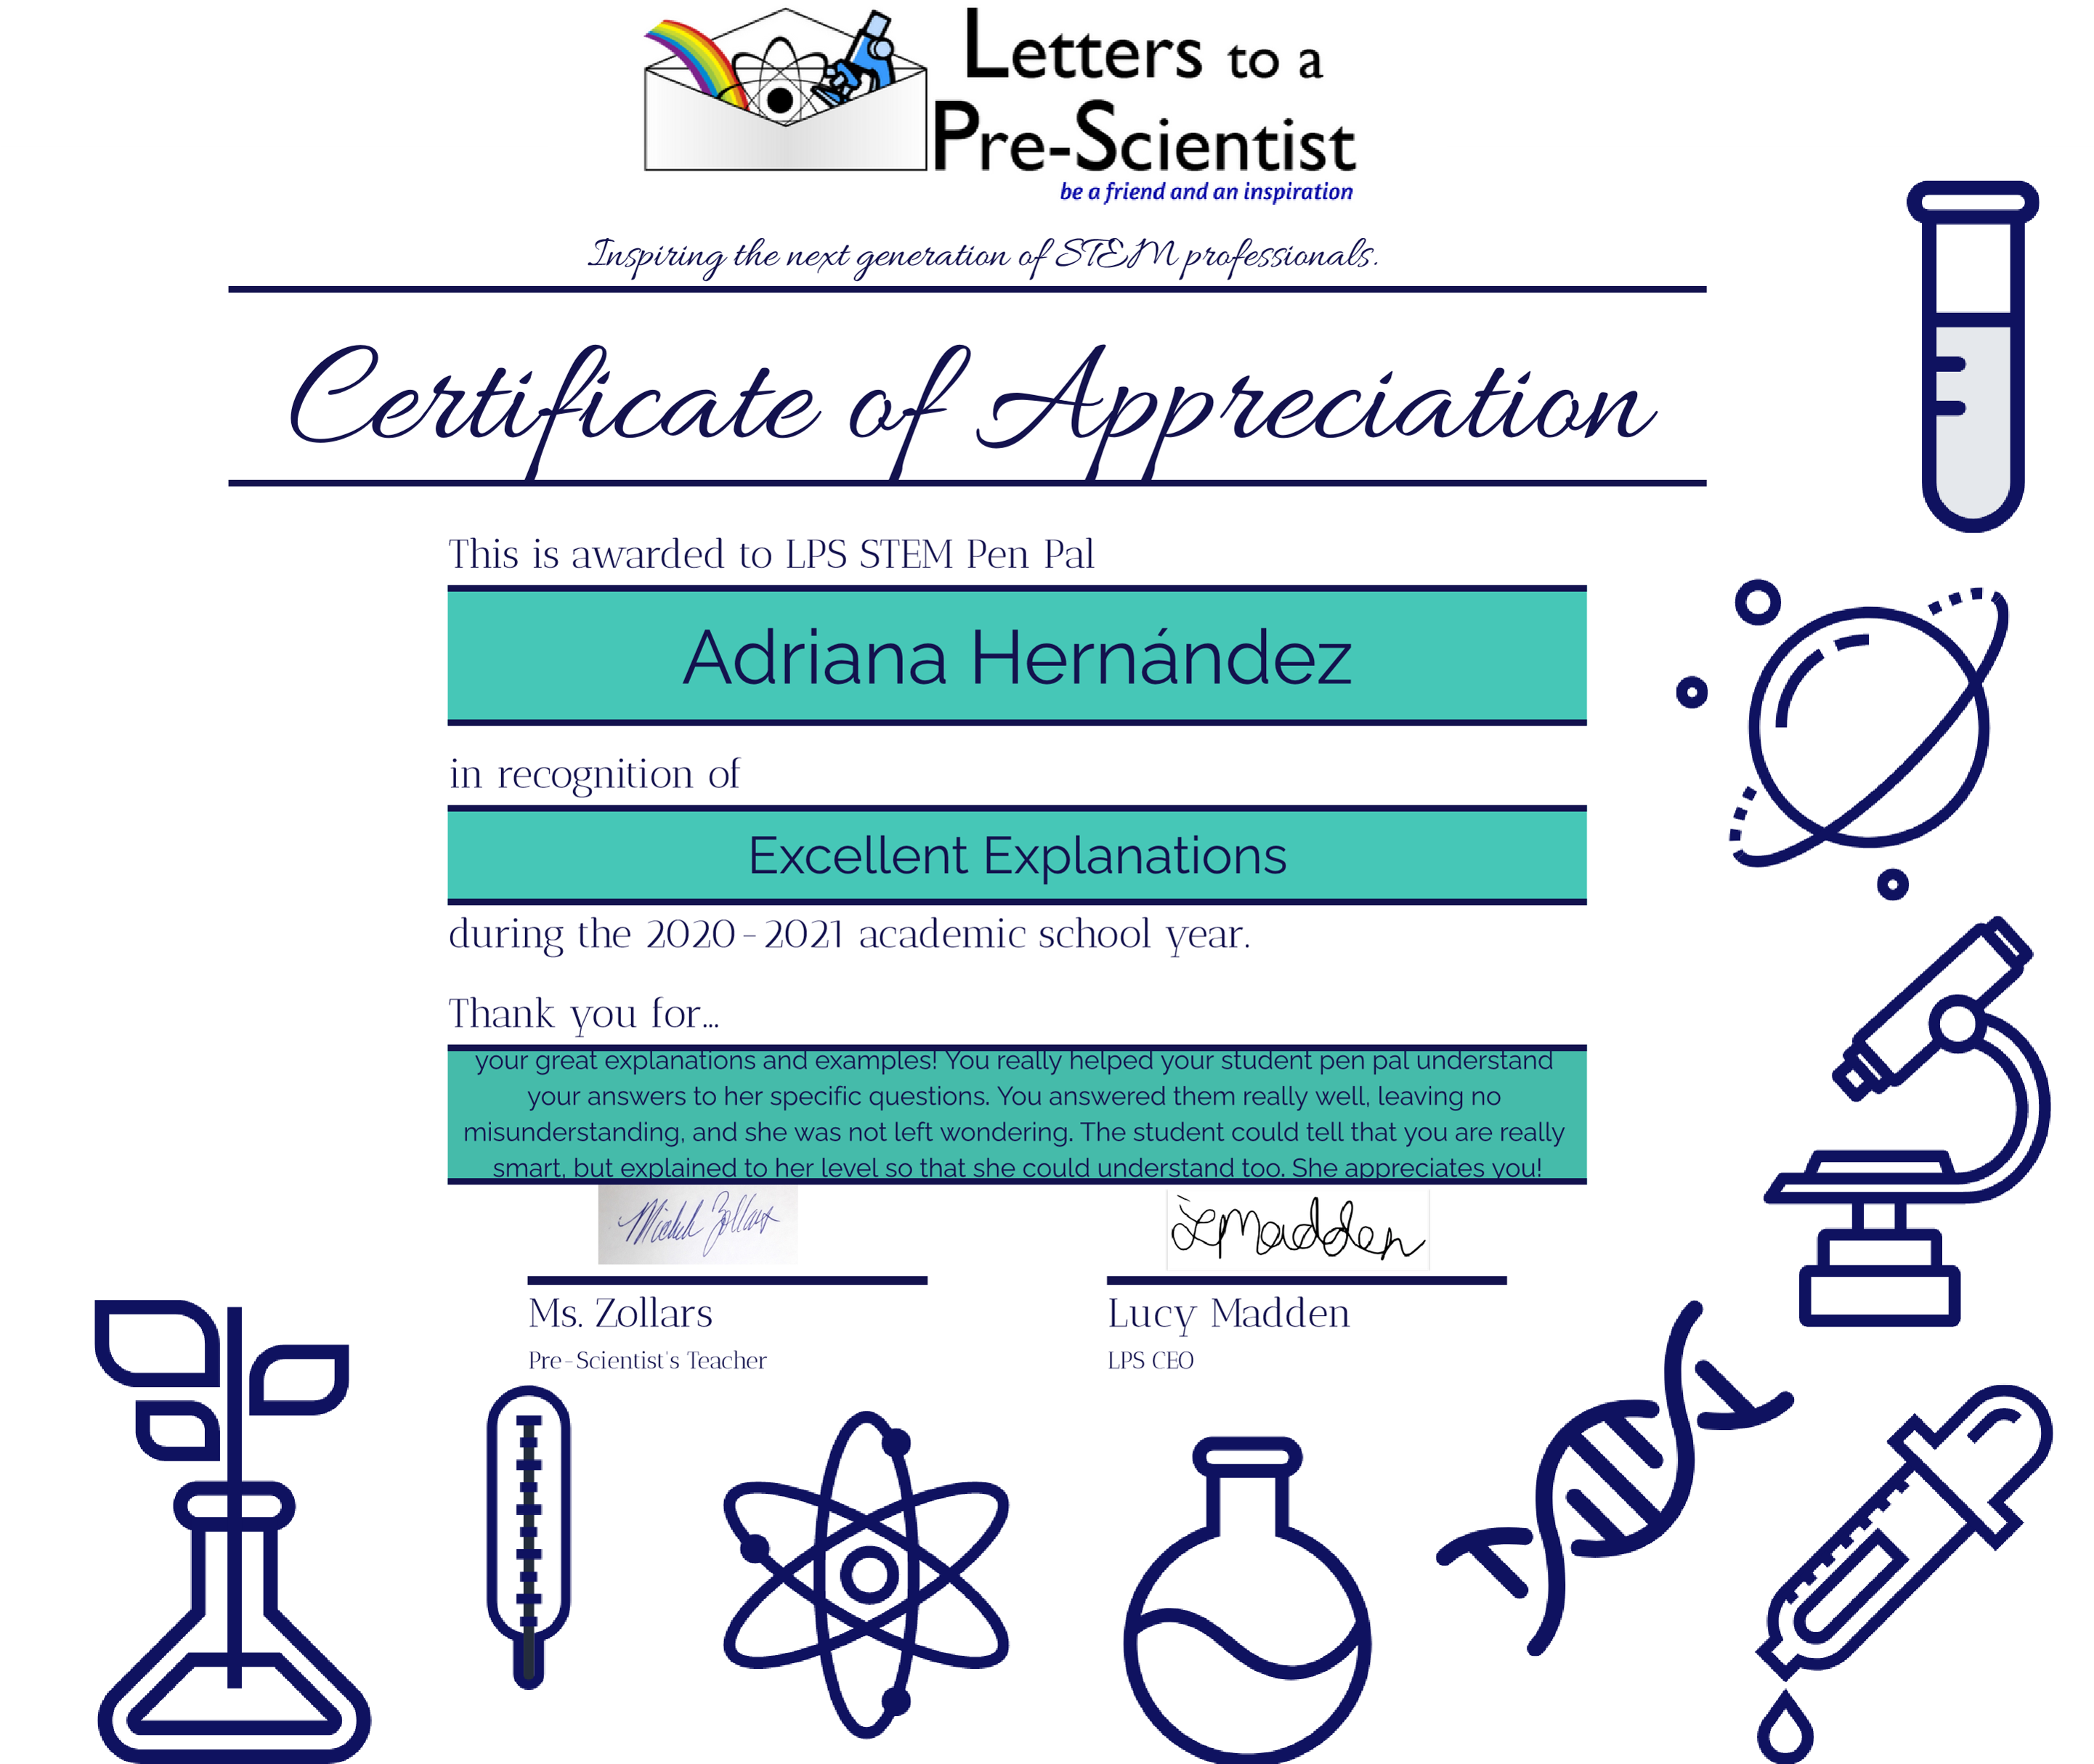 Letters to a
Pre-Scientist
be a friend and an inspiration
Inspiring the next generation of STEM professionals.
Certificate of Appreciation
This is awarded to LPS STEM Pen Pal
Adriana Hernández
in recognition of
Excellent Explanations
during the 2020-2021 academic school year.
Thank you for...
your great explanations and examples! You really helped your student pen pal understand
your answers to her specific questions. You answered them really well, leaving no
misunderstanding, and she was not left wondering. The student could tell that you are really
smart, but explained to her level so that she could understand too. She appreciates you!
Zollars
LMadden
Ms. Zollars
Lucy Madden
Pre-Scientist's Teacher
LPS CEO